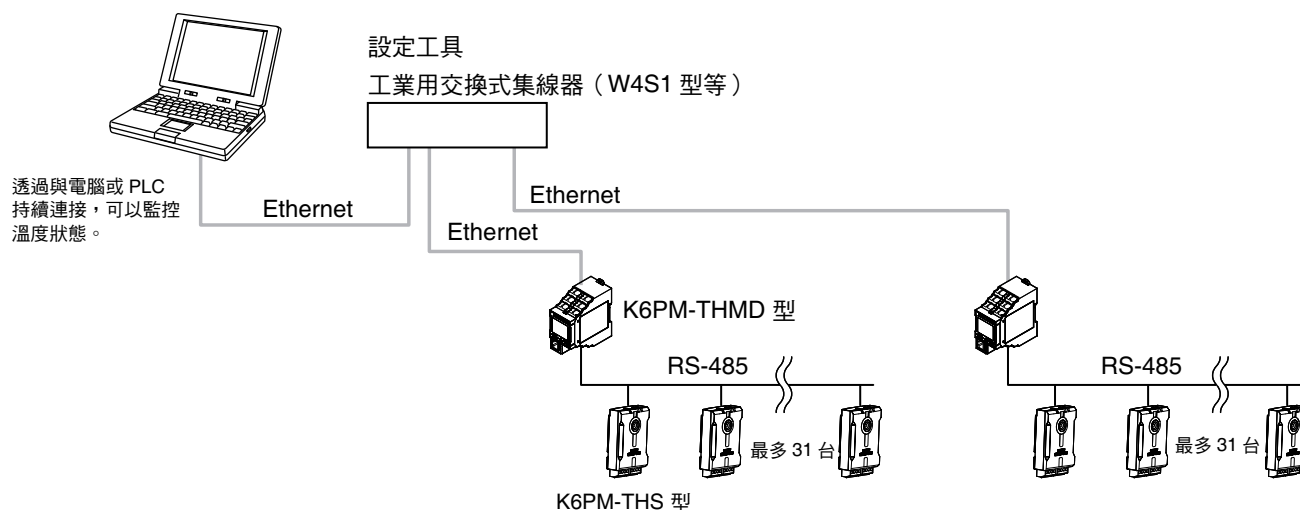 設定工具
工業用交換式集線器（W4S1 型等）
透過與電腦或 PLC
持續連接，可以監控
溫度狀態。
Ethernet
Ethernet
Ethernet
K6PM-THMD 型
RS-485
RS-485
最多 31 台
最多 31 台
K6PM-THS 型